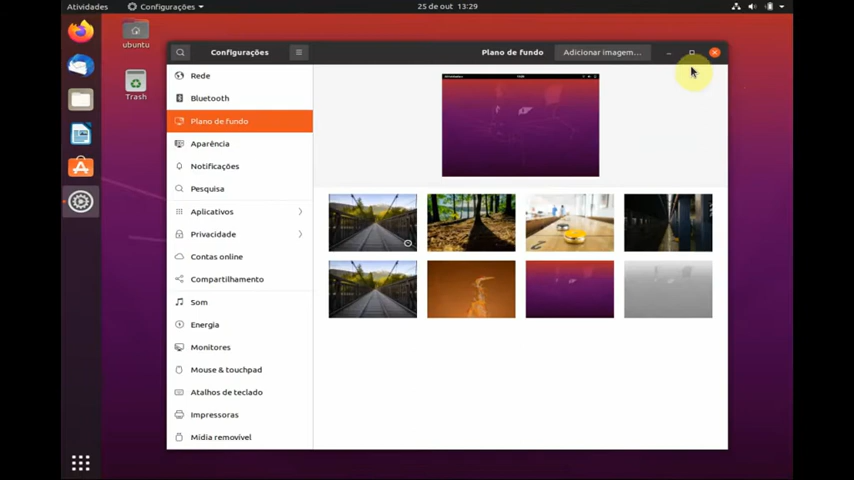 Atividades
Configurações
25 de out 13:29
ubuntu
Trash
Configurações
Plano de fundo
Adicionar imagem...
Rede
Bluetooth
Plano de fundo
Aparência
Notificações
Pesquisa
Aplicativos
Privacidade
Contas online
Compartilhamento
Som
Energia
Monitores
Mouse & touchpad
Atalhos de teclado
Impressoras
Mídia removível